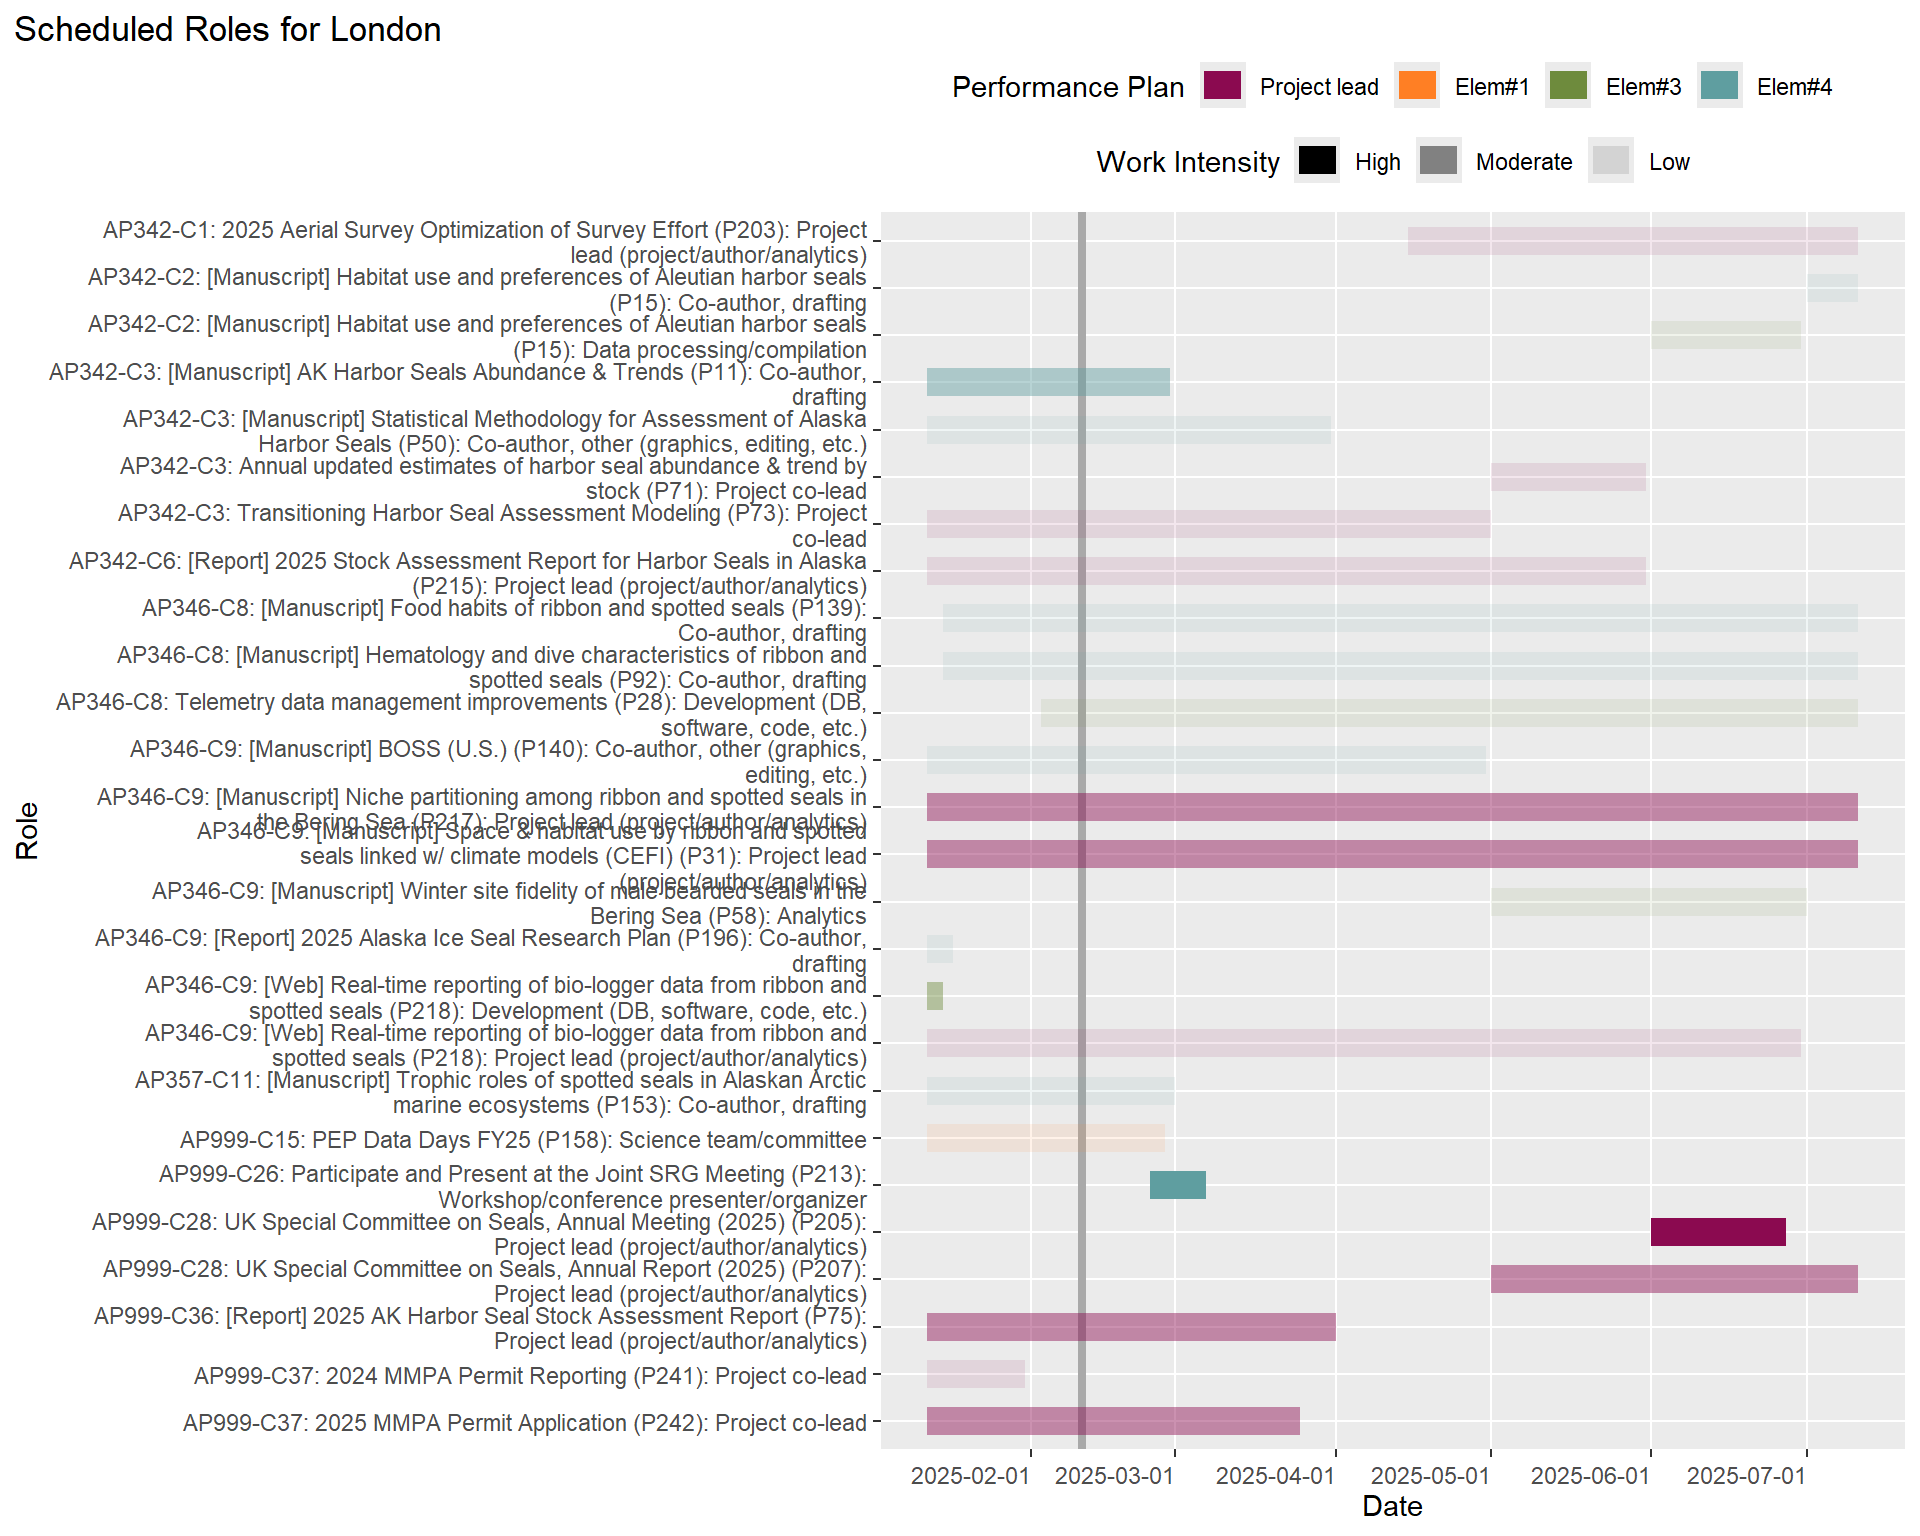 Scheduled Roles for London
Performance Plan Project lead Elem#1 Elem#3 Elem#4
Work Intensity High Moderate Low
AP342-C1: 2025 Aerial Survey Optimization of Survey Effort (P203): Project
lead (project/author/analytics)
AP342-C2: [Manuscript] Habitat use and preferences of Aleutian harbor seals
(P15): Co-author, drafting
AP342-C2: [Manuscript] Habitat use and preferences of Aleutian harbor seals
(P15): Data processing/compilation
AP342-C3: [Manuscript] AK Harbor Seals Abundance & Trends (P11): Co-author,
drafting
AP342-C3: [Manuscript] Statistical Methodology for Assessment of Alaska
Harbor Seals (P50): Co-author, other (graphics, editing, etc.)
AP342-C3: Annual updated estimates of harbor seal abundance & trend by
stock (P71): Project co-lead
AP342-C3: Transitioning Harbor Seal Assessment Modeling (P73): Project
co-lead
AP342-C6: [Report] 2025 Stock Assessment Report for Harbor Seals in Alaska
(P215): Project lead (project/author/analytics)
AP346-C8: [Manuscript] Food habits of ribbon and spotted seals (P139):
Co-author, drafting
AP346-C8: [Manuscript] Hematology and dive characteristics of ribbon and
spotted seals (P92): Co-author, drafting
AP346-C8: Telemetry data management improvements (P28): Development (DB,
software, code, etc.)
AP346-C9: [Manuscript] BOSS (U.S.) (P140): Co-author, other (graphics,
editing, etc.)
AP346-C9: [Manuscript] Niche partitioning among ribbon and spotted seals in
the Bering Sea (P217): Project lead (project/author/analytics)
AP346-C9: [Manuscript] Space & habitat use by ribbon and spotted
seals linked w/ climate models (CEFI) (P31): Project lead
(project/author/analytics)
AP346-C9: [Manuscript] Winter site fidelity of male bearded seals in the
Bering Sea (P58): Analytics
AP346-C9: [Report] 2025 Alaska Ice Seal Research Plan (P196): Co-author,
drafting
AP346-C9: [Web] Real-time reporting of bio-logger data from ribbon and
spotted seals (P218): Development (DB, software, code, etc.)
AP346-C9: [Web] Real-time reporting of bio-logger data from ribbon and
spotted seals (P218): Project lead (project/author/analytics)
AP357-C11: [Manuscript] Trophic roles of spotted seals in Alaskan Arctic
marine ecosystems (P153): Co-author, drafting
AP999-C15: PEP Data Days FY25 (P158): Science team/committee
AP999-C26: Participate and Present at the Joint SRG Meeting (P213):
Workshop/conference presenter/organizer
AP999-C28: UK Special Committee on Seals, Annual Meeting (2025) (P205):
Project lead (project/author/analytics)
AP999-C28: UK Special Committee on Seals, Annual Report (2025) (P207):
Project lead (project/author/analytics)
AP999-C36: [Report] 2025 AK Harbor Seal Stock Assessment Report (P75):
Project lead (project/author/analytics)
AP999-C37: 2024 MMPA Permit Reporting (P241): Project co-lead
AP999-C37: 2025 MMPA Permit Application (P242): Project co-lead
Role
2025-02-01 2025-03-01 2025-04-01 2025-05-01 2025-06-01 2025-07-01
Date